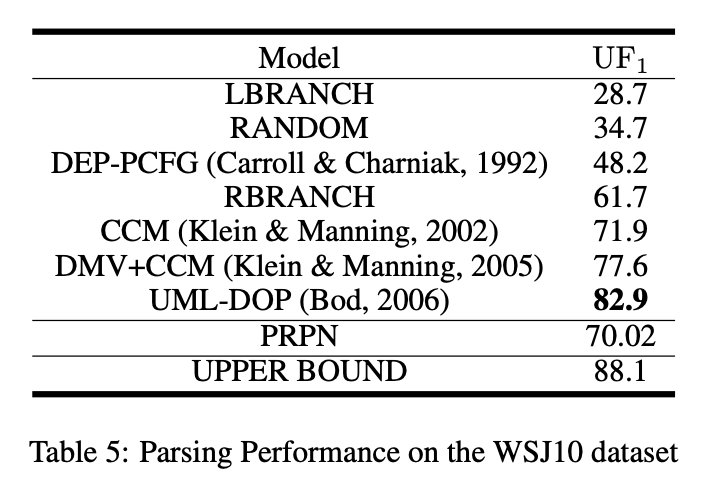 Model UF₁
LBRANCH 28.7
RANDOM 34.7
DEP-PCFG (Carroll & Charniak, 1992) 48.2
RBRANCH 61.7
CCM (Klein & Manning, 2002) 71.9
DMV+CCM (Klein & Manning, 2005) 77.6
UML-DOP (Bod, 2006) 82.9
PRPN 70.02
UPPER BOUND 88.1
Table 5: Parsing Performance on the WSJ10 dataset